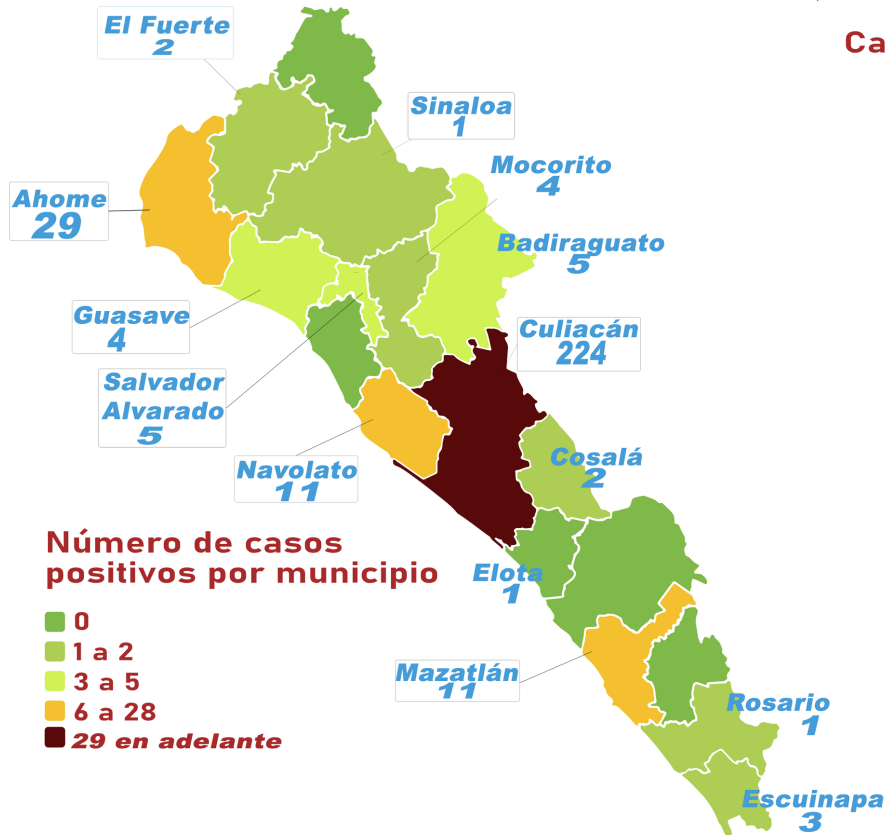 El Fuerte
2
Ca
Sinaloa
1
Mocorito
4
Ahome
29
Badiraguato
5
Guasave
4
Culiacán
224
Salvador
Alvarado
5
Navolato
11
Cosalá
2
Número de casos
positivos por municipio
Elota
1
0
1 a 2
3 a 5
6 a 28
29 en adelante
Mazatlán
11
Rosario
1
Escuinapa
3